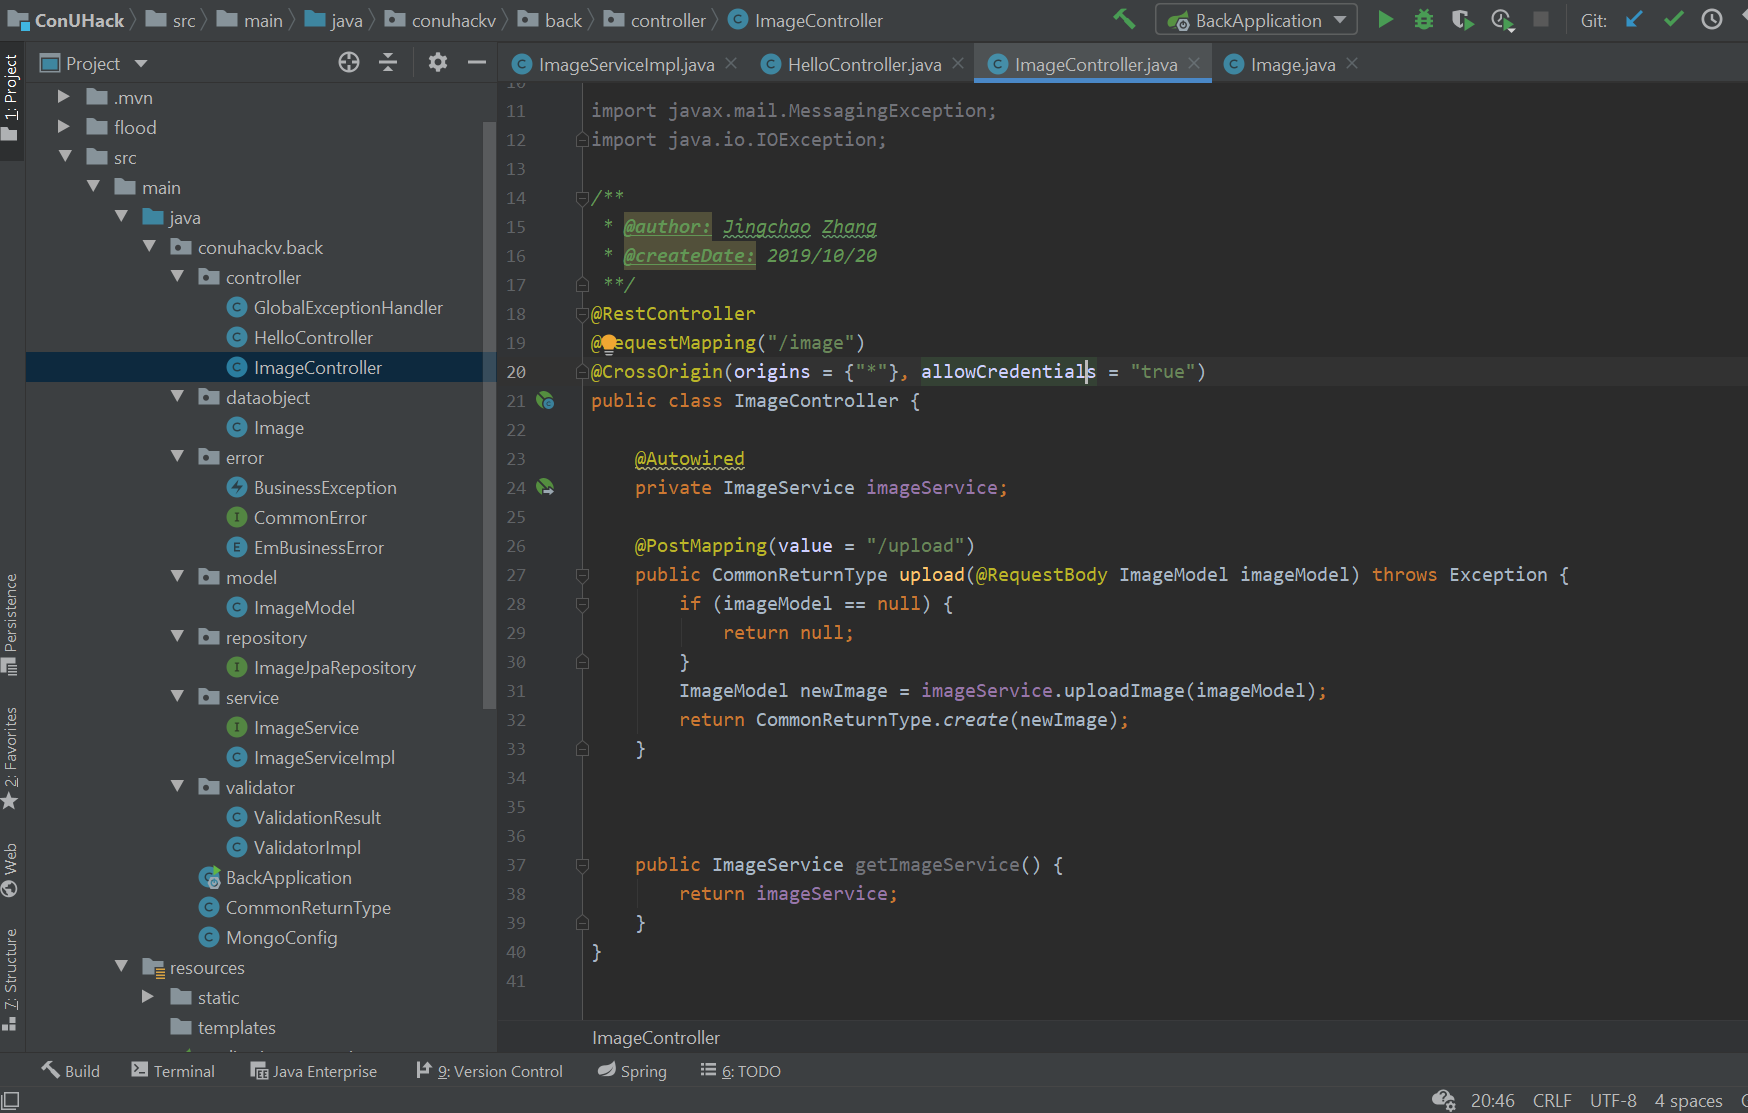 ConUHack src main java conuhackv back controller ImageController BackApplication Git:
1: Project
Project
ImageServiceImpl.java HelloController.java ImageController.java Image.java
.mvn
flood
src
main
java
conuhackv.back
controller
GlobalExceptionHandler
HelloController
ImageController
dataobject
Image
error
BusinessException
CommonError
EmBusinessError
model
ImageModel
repository
ImageJpaRepository
service
ImageService
ImageServiceImpl
validator
ValidationResult
ValidatorImpl
BackApplication
CommonReturnType
MongoConfig
resources
static
templates
Persistence
2: Favorites
Web
7: Structure
10
11 import javax.mail.MessagingException;
12 import java.io.IOException;
13
14 /**
15 * @author: Jingchao Zhang
16 * @createDate: 2019/10/20
17 **/
18 @RestController
19 @RequestMapping("/image")
20 @CrossOrigin(origins = {"*"}, allowCredentials = "true")
21 public class ImageController {
22
23 @Autowired
24 private ImageService imageService;
25
26 @PostMapping(value = "/upload")
27 public CommonReturnType upload(@RequestBody ImageModel imageModel) throws Exception {
28 if (imageModel == null) {
29 return null;
30 }
31 ImageModel newImage = imageService.uploadImage(imageModel);
32 return CommonReturnType.create(newImage);
33 }
34
35
36
37 public ImageService getImageService() {
38 return imageService;
39 }
40 }
41
ImageController
Build Terminal Java Enterprise 9: Version Control Spring 6: TODO
20:46 CRLF UTF-8 4 spaces